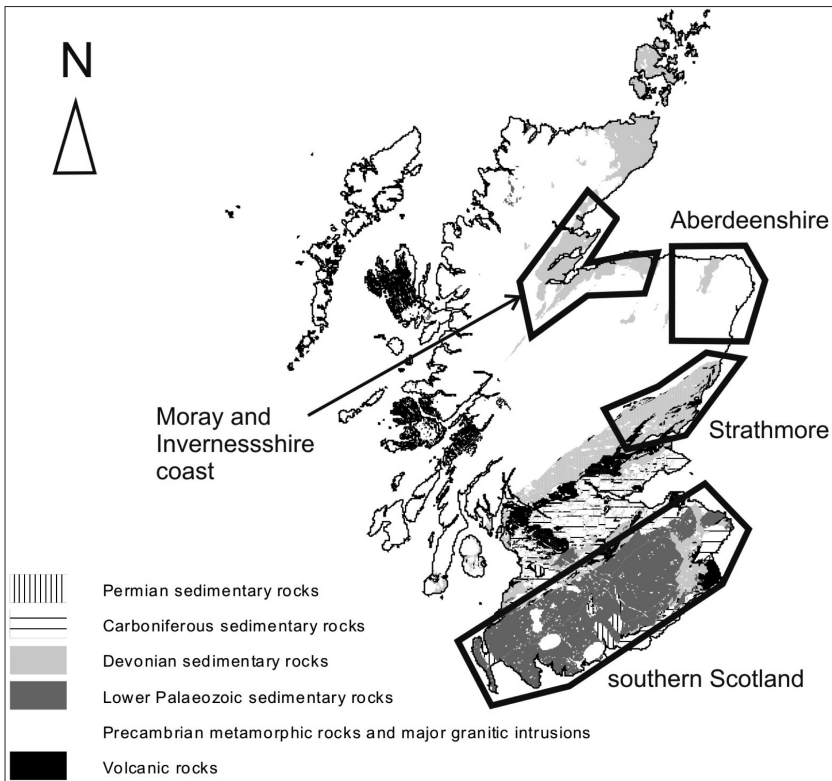 N
Aberdeenshire
Moray and
Invernessshire
coast
Strathmore
southern Scotland
Permian sedimentary rocks
Carboniferous sedimentary rocks
Devonian sedimentary rocks
Lower Palaeozoic sedimentary rocks
Precambrian metamorphic rocks and major granitic intrusions
Volcanic rocks